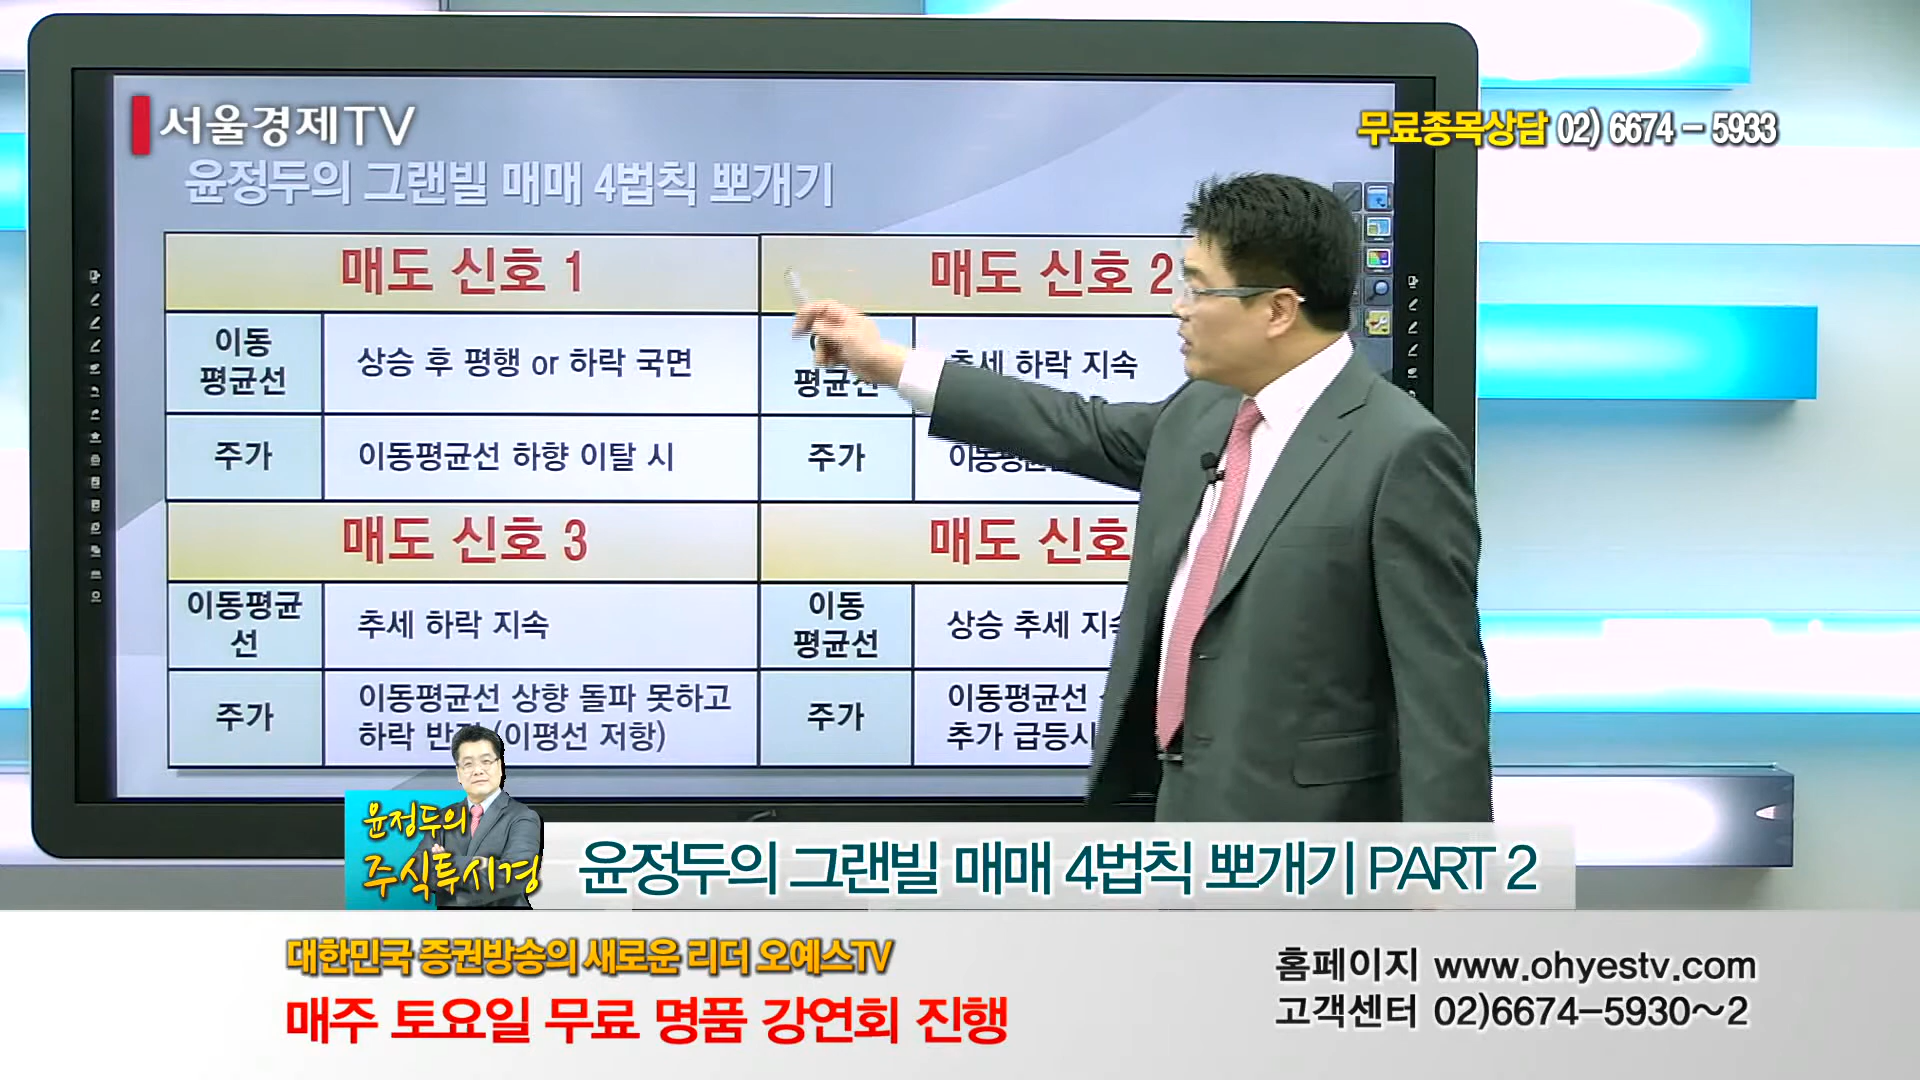 서울경제TV
무료종목상담 02) 6674 - 5933
윤정두의 그랜빌 매매 4법칙 뽀개기
매도 신호 1
매도 신호 2
이동
평균선
상승 후 평행 or 하락 국면
평균선
추세 하락 지속
주가
이동평균선 하향 이탈 시
주가
매도 신호 3
매도 신호
이동평균
선
추세 하락 지속
이동
평균선
상승 추세
주가
이동평균선 상향 돌파 못하고
하락 (이평선 저항)
주가
이동평균선
추가 급등시
윤정두의
주식투시경
윤정두의 그랜빌 매매 4법칙 뽀개기 PART 2
대한민국 증권방송의 새로운 리더 오예스TV
매주 토요일 무료 명품 강연회 진행
홈페이지 www.ohyestv.com
고객센터 02)6674-5930~2